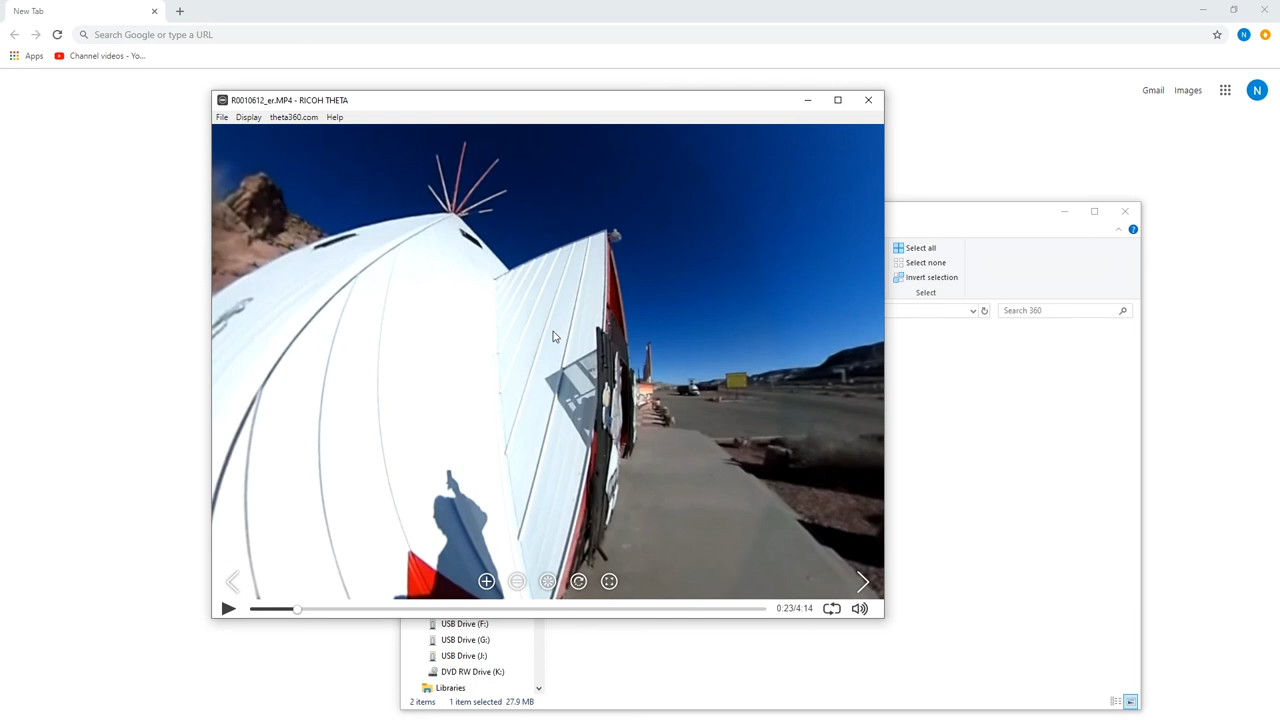 New Tab
Search Google or type a URL
N
Apps
Channel videos - Yo...
Gmail
Images
N
R0010612_er.MP4 - RICOH THETA
File
Display
theta360.com
Help
Select all
Select none
Invert selection
Select
Search 360
0:23/4:14
USB Drive (F:)
USB Drive (G:)
USB Drive (J:)
DVD RW Drive (K:)
Libraries
2 items
1 item selected
27.9 MB